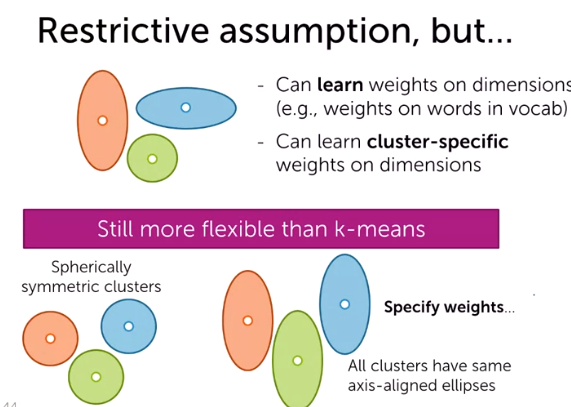 Restrictive assumption, but...
- Can learn weights on dimensions
(e.g., weights on words in vocab)
- Can learn cluster-specific
weights on dimensions
Still more flexible than k-means
Spherically
symmetric clusters
Specify weights...
All clusters have same
axis-aligned ellipses
44